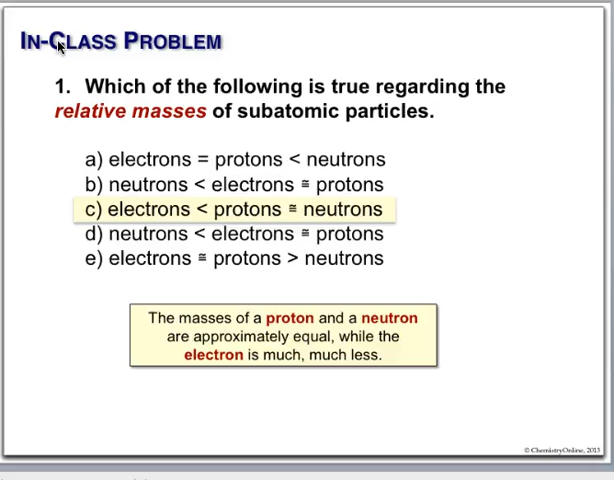 IN-CLASS PROBLEM
1. Which of the following is true regarding the
relative masses of subatomic particles.
a) electrons = protons < neutrons
b) neutrons < electrons ≅ protons
c) electrons < protons ≅ neutrons
d) neutrons < electrons ≅ protons
e) electrons ≅ protons > neutrons
The masses of a proton and a neutron
are approximately equal, while the
electron is much, much less.
© ChemistryOnline, 2013